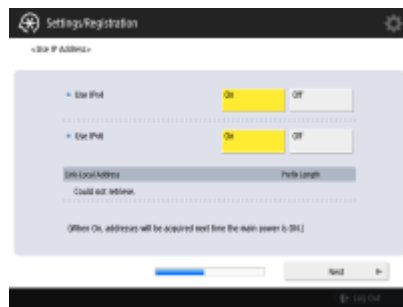 Settings/Registration
<Use IP Address>
Use IPv4
On
Off
Use IPv6
On
Off
Link-Local Address
Prefix Length
Could not retrieve.
(When On, addresses will be acquired next time the main power is ON.)
Next
Log Out